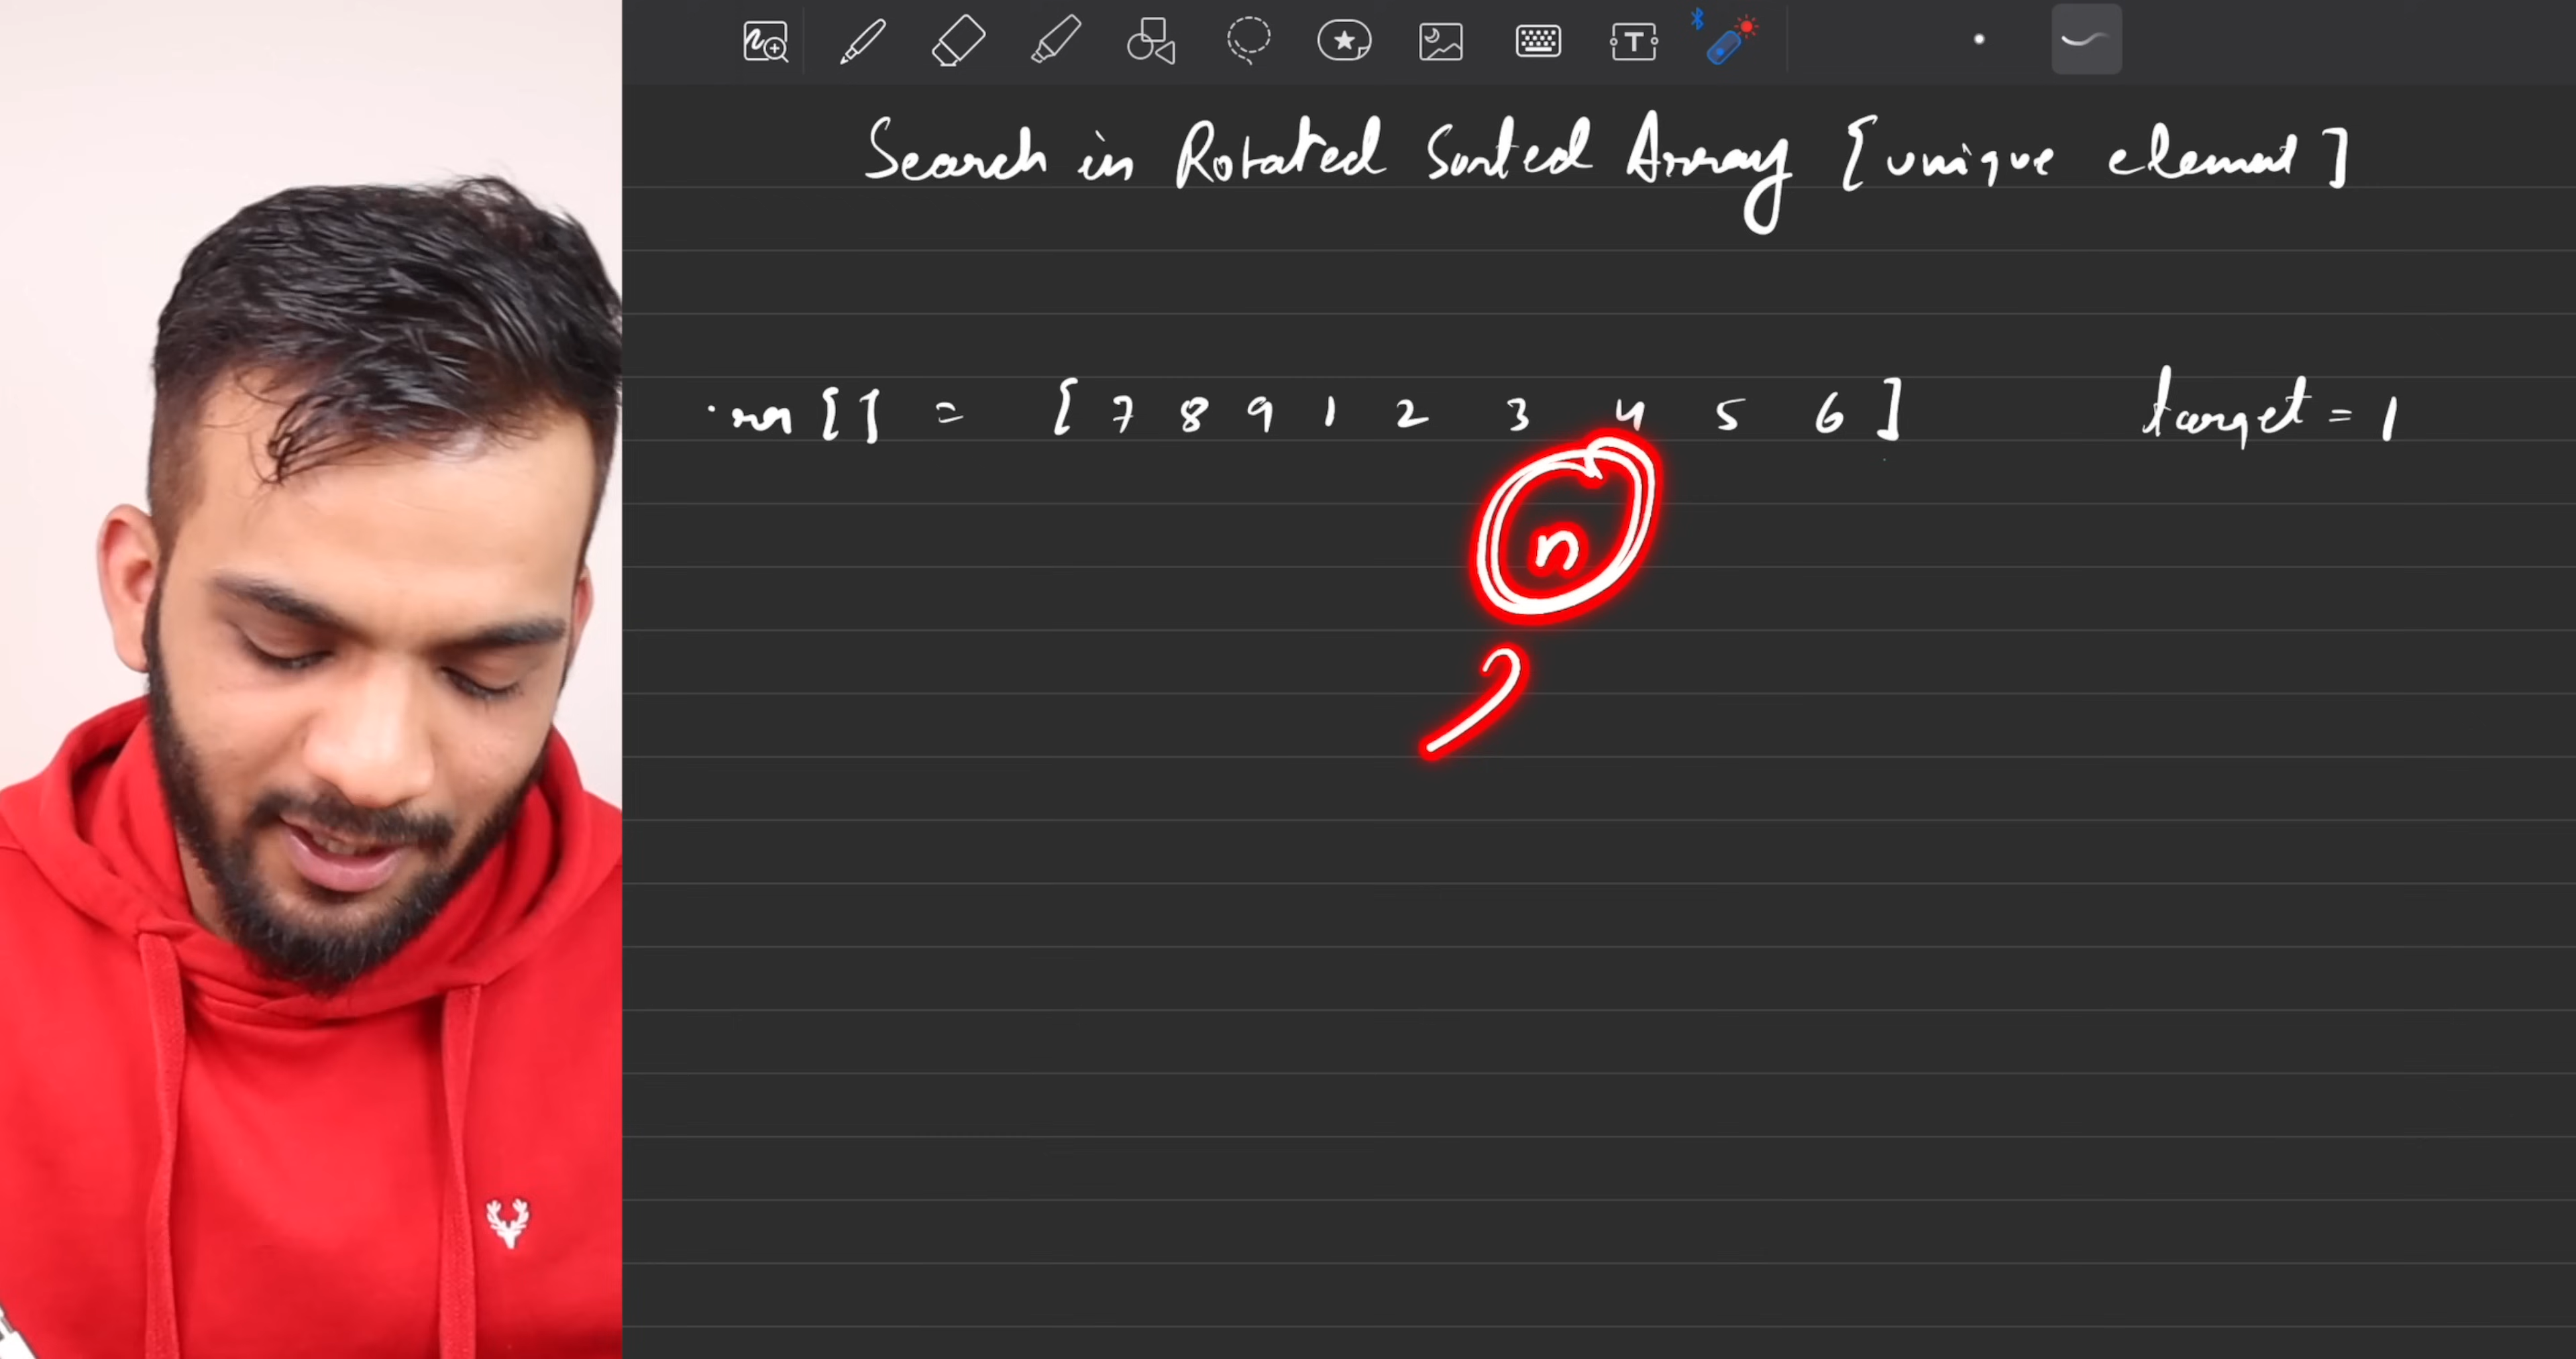 Search in Rotated Sorted Array [unique element]
arr[] = [ 7 8 9 1 2 3 4 5 6 ] target = 1
n